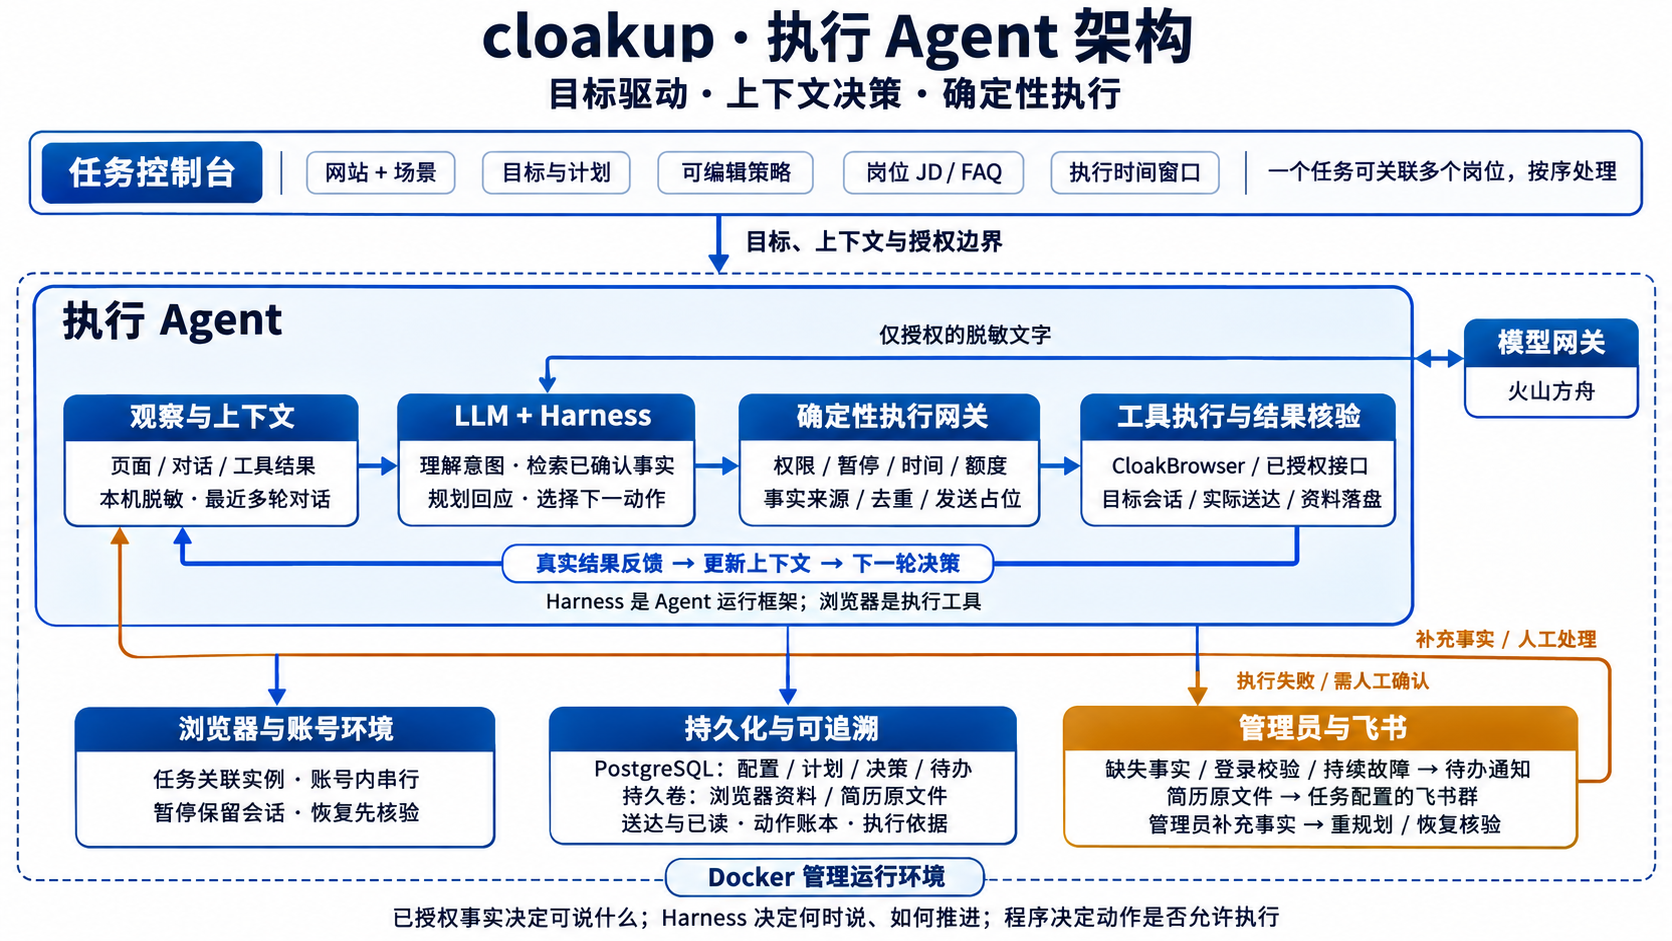 cloakup · 执行 Agent 架构
目标驱动 · 上下文决策 · 确定性执行
任务控制台
网站 + 场景
目标与计划
可编辑策略
岗位 JD / FAQ
执行时间窗口
一个任务可关联多个岗位，按序处理
目标、上下文与授权边界
执行 Agent
仅授权的脱敏文字
模型网关
火山方舟
观察与上下文
页面 / 对话 / 工具结果
本机脱敏 · 最近多轮对话
LLM + Harness
理解意图 · 检索已确认事实
规划回应 · 选择下一动作
确定性执行网关
权限 / 暂停 / 时间 / 额度
事实来源 / 去重 / 发送占位
工具执行与结果核验
CloakBrowser / 已授权接口
目标会话 / 实际送达 / 资料落盘
真实结果反馈 → 更新上下文 → 下一轮决策
Harness 是 Agent 运行框架；浏览器是执行工具
补充事实 / 人工处理
执行失败 / 需人工确认
浏览器与账号环境
任务关联实例 · 账号内串行
暂停保留会话 · 恢复先核验
持久化与可追溯
PostgreSQL：配置 / 计划 / 决策 / 待办
持久卷：浏览器资料 / 简历原文件
送达与已读 · 动作账本 · 执行依据
管理员与飞书
缺失事实 / 登录校验 / 持续故障 → 待办通知
简历原文件 → 任务配置的飞书群
管理员补充事实 → 重规划 / 恢复核验
Docker 管理运行环境
已授权事实决定可说什么；Harness 决定何时说、如何推进；程序决定动作是否允许执行